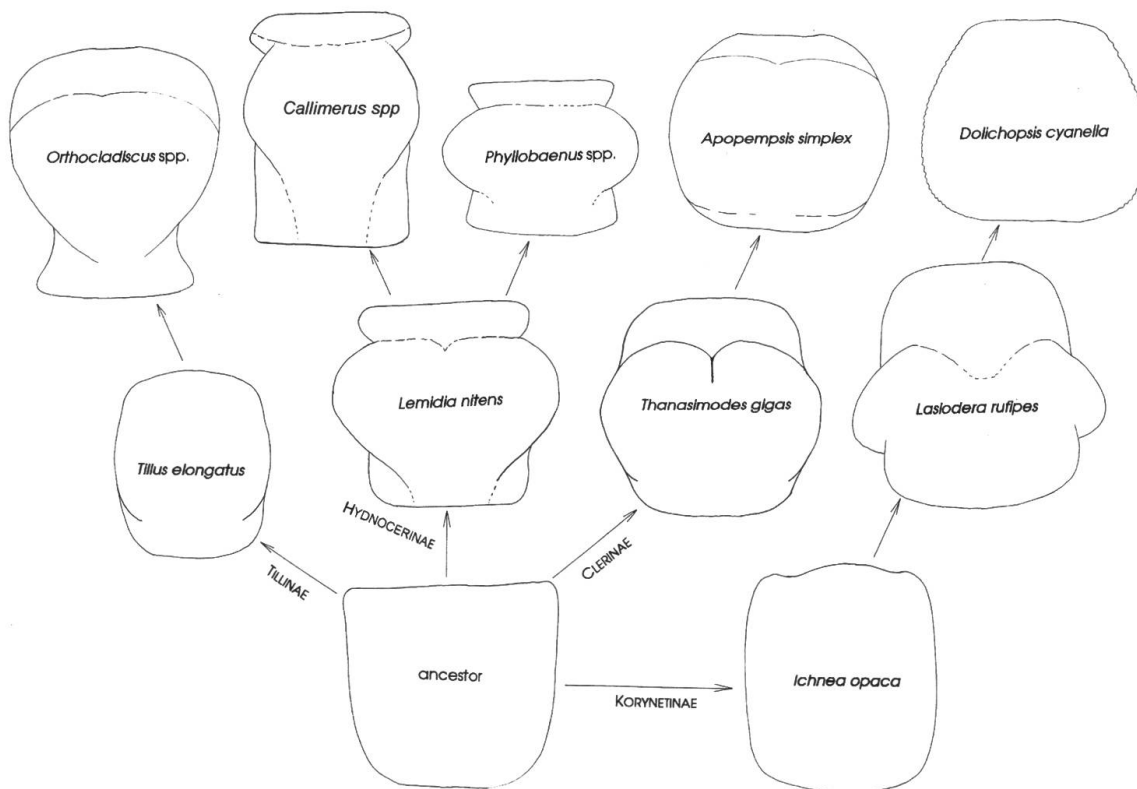 Callimerus spp
Orthocladiscus spp.
Phyllobaenus spp.
Apopempsis simplex
Dolichopsis cyanella
Tillus elongatus
Lemidia nitens
Thanasimodes gigas
Lasiodera rufipes
HYDNOCERINAE
TILLINAE
CLERINAE
ancestor
KORYNETINAE
Ichnea opaca